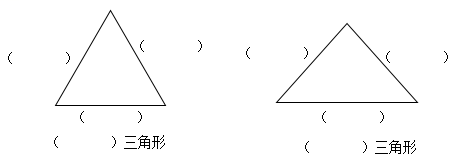 （　　　）（　　　）
（　　　）
（　　　）三角形
（　　　）（　　　）
（　　　）
（　　　）三角形